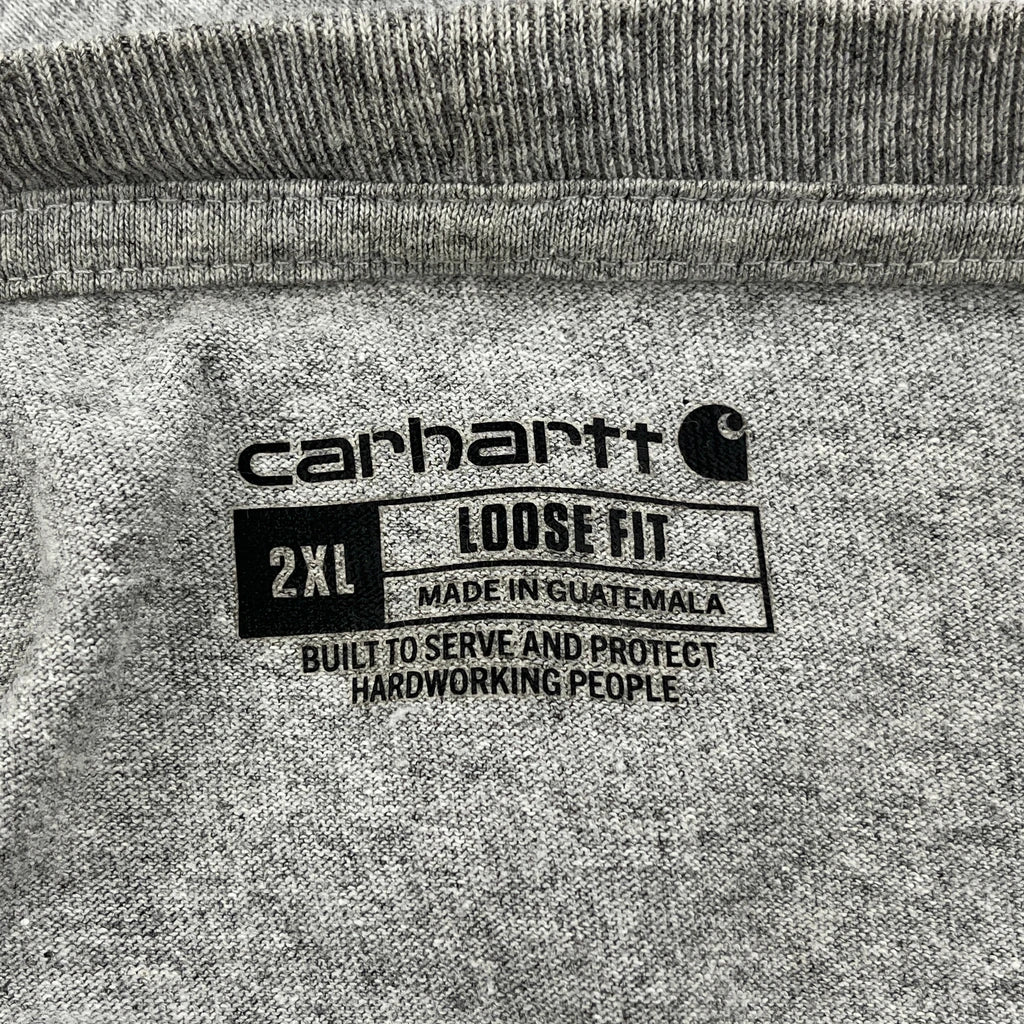 carhartt
2XL
LOOSE FIT
MADE IN GUATEMALA
BUILT TO SERVE AND PROTECT
HARDWORKING PEOPLE